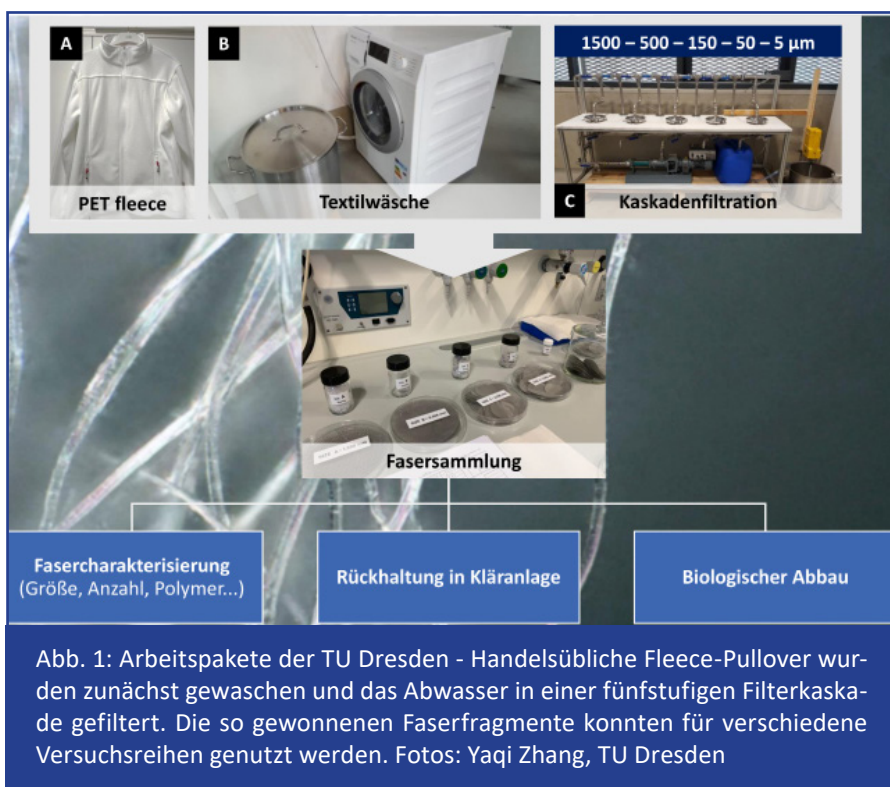 A
B
1500 – 500 – 150 – 50 – 5 µm
PET fleece
Textilwäsche
C
Kaskadenfiltration
Fasersammlung
Fasercharakterisierung
(Größe, Anzahl, Polymer...)
Rückhaltung in Kläranlage
Biologischer Abbau
Abb. 1: Arbeitspakete der TU Dresden - Handelsübliche Fleece-Pullover wur-
den zunächst gewaschen und das Abwasser in einer fünfstufigen Filterkaska-
de gefiltert. Die so gewonnenen Faserfragmente konnten für verschiedene
Versuchsreihen genutzt werden. Fotos: Yaqi Zhang, TU Dresden